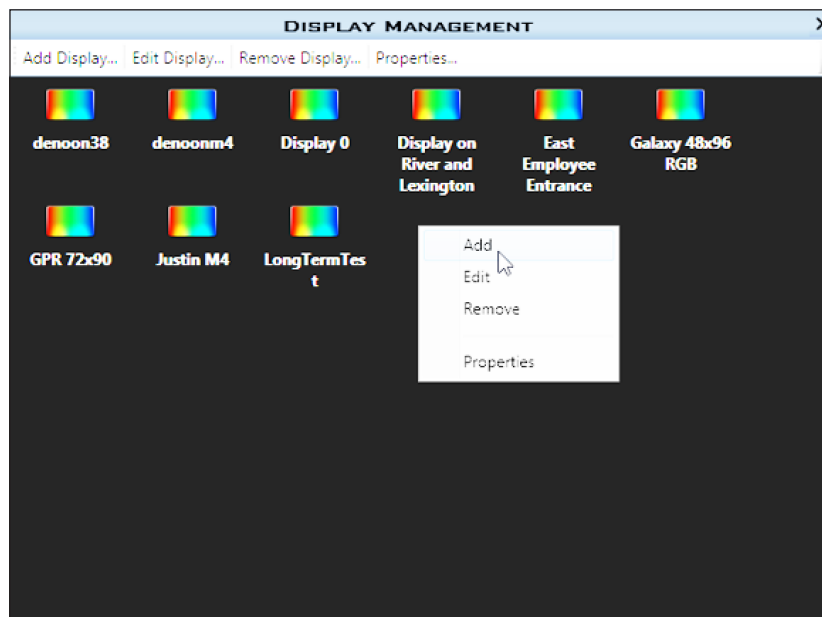 DISPLAY MANAGEMENT
Add Display... Edit Display... Remove Display... Properties...
denoon38 denoonm4 Display 0 Display on East Galaxy 48x96
River and Employee RGB
Lexington Entrance
GPR 72x90 Justin M4 LongTermTes
t
Add
Edit
Remove
Properties